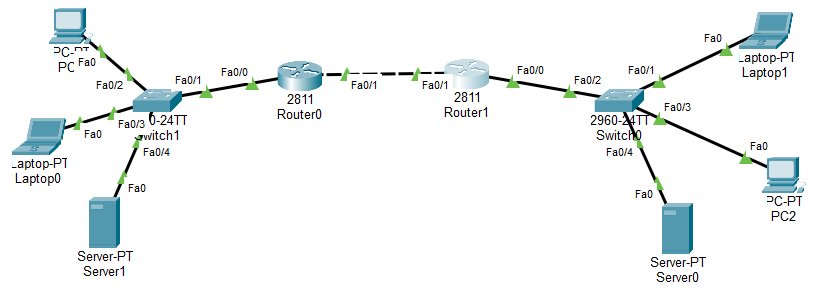 PC-PT
PC
Fa0
Fa0/2
Fa0/1
Fa0/0
2811
Router0
Fa0/1
Fa0/1
2811
Router1
Fa0/0
Fa0/2
Fa0/1
Fa0
Laptop-PT
Laptop1
0-24TT
Switch1
Fa0/3
Fa0
Laptop-PT
Laptop0
Fa0/4
Fa0
Server-PT
Server1
2960-24TT
Switch0
Fa0/3
Fa0
PC-PT
PC2
Fa0/4
Fa0
Server-PT
Server0